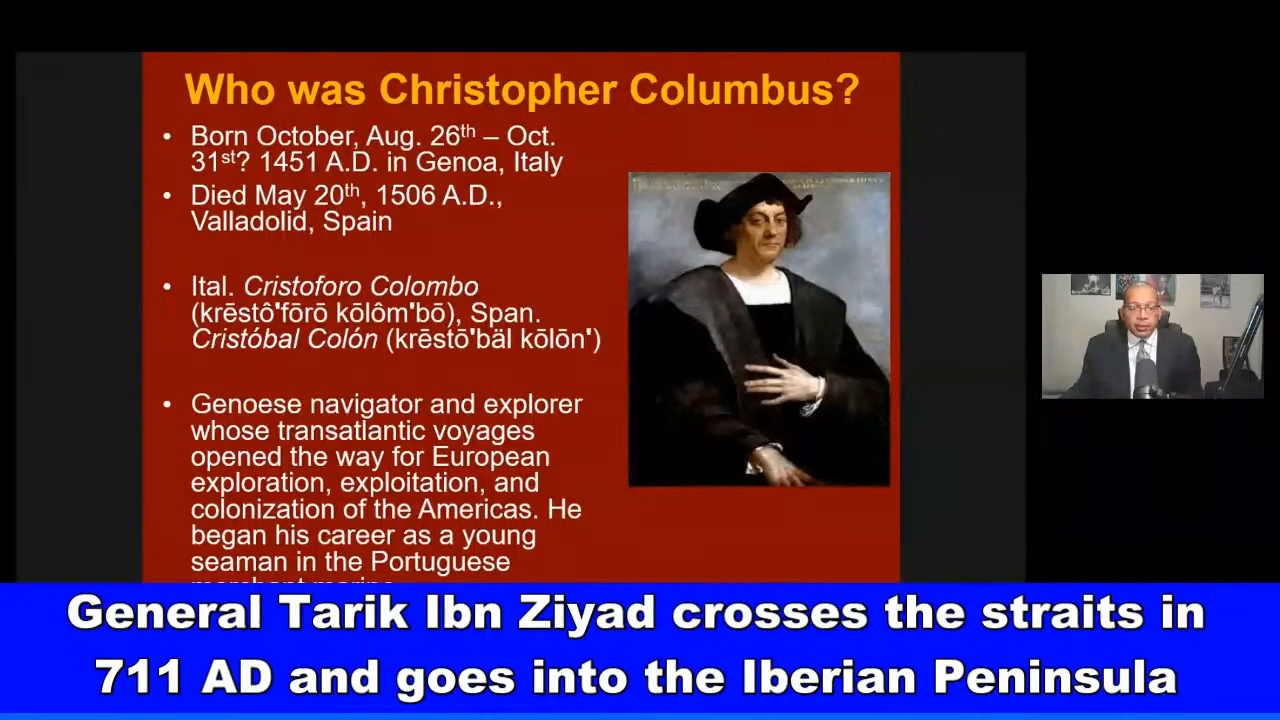 Who was Christopher Columbus?
• Born October, Aug. 26th – Oct.
31st? 1451 A.D. in Genoa, Italy
• Died May 20th, 1506 A.D.,
Valladolid, Spain
• Ital. Cristoforo Colombo
(krēstô'fōrō kōlôm'bō), Span.
Cristóbal Colón (krēstō'bäl kōlōn')
• Genoese navigator and explorer
whose transatlantic voyages
opened the way for European
exploration, exploitation, and
colonization of the Americas. He
began his career as a young
seaman in the Portuguese
General Tarik Ibn Ziyad crosses the straits in
711 AD and goes into the Iberian Peninsula